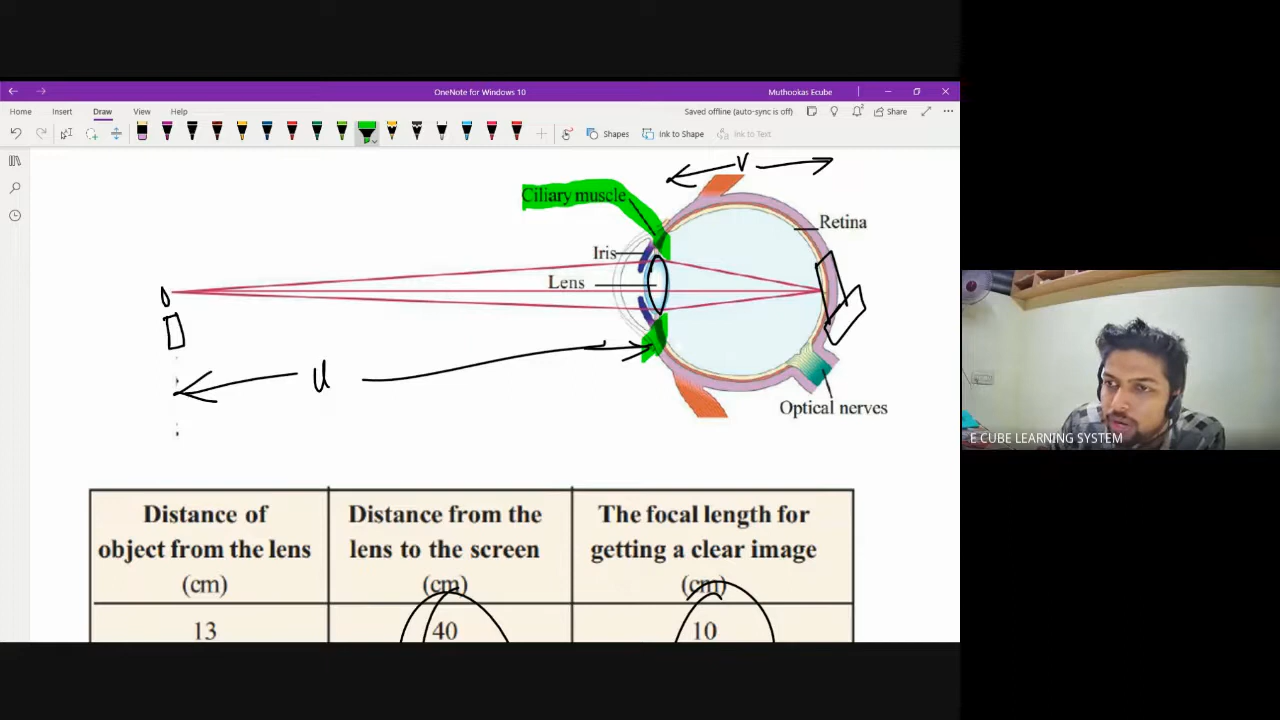 OneNote for Windows 10
Muthookas Ecube
Home Insert Draw View Help
Saved offline (auto-sync is off)
Share
Shapes
Ink to Shape
Ink to Text
V
Ciliary muscle
Retina
Iris
Lens
O
u
Optical nerves
E CUBE LEARNING SYSTEM
Distance of
object from the lens
(cm)
Distance from the
lens to the screen
(cm)
The focal length for
getting a clear image
(cm)
13 40 10